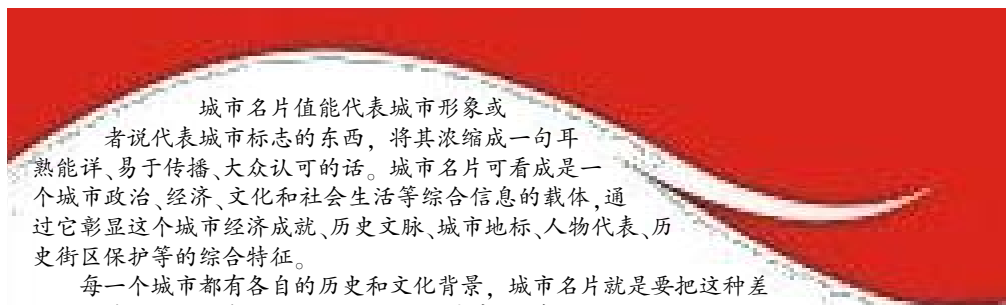 城市名片值能代表城市形象或
者说代表城市标志的东西，将其浓缩成一句耳
熟能详、易于传播、大众认可的话。城市名片可看成是一
个城市政治、经济、文化和社会生活等综合信息的载体，通
过它彰显这个城市经济成就、历史文脉、城市地标、人物代表、历
史街区保护等的综合特征。
每一个城市都有各自的历史和文化背景，城市名片就是要把这种差